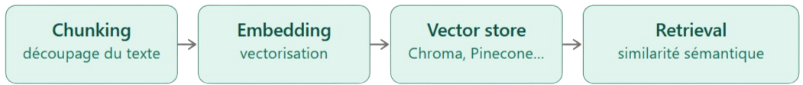 Chunking
découpage du texte
Embedding
vectorisation
Vector store
Chroma, Pinecone...
Retrieval
similarité sémantique